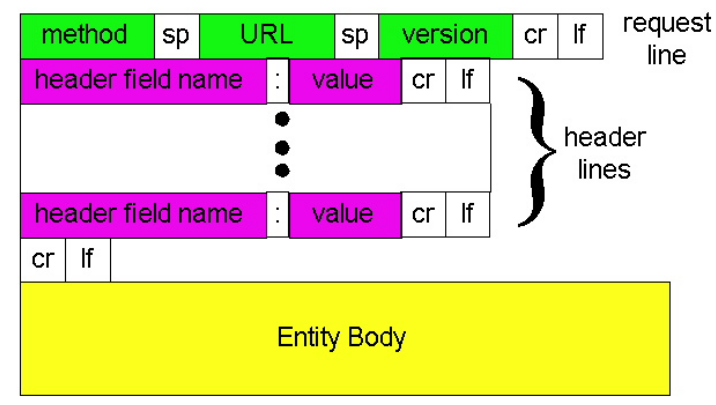 method sp URL sp version cr lf request line
header field name : value cr lf
header lines
header field name : value cr lf
cr lf
Entity Body